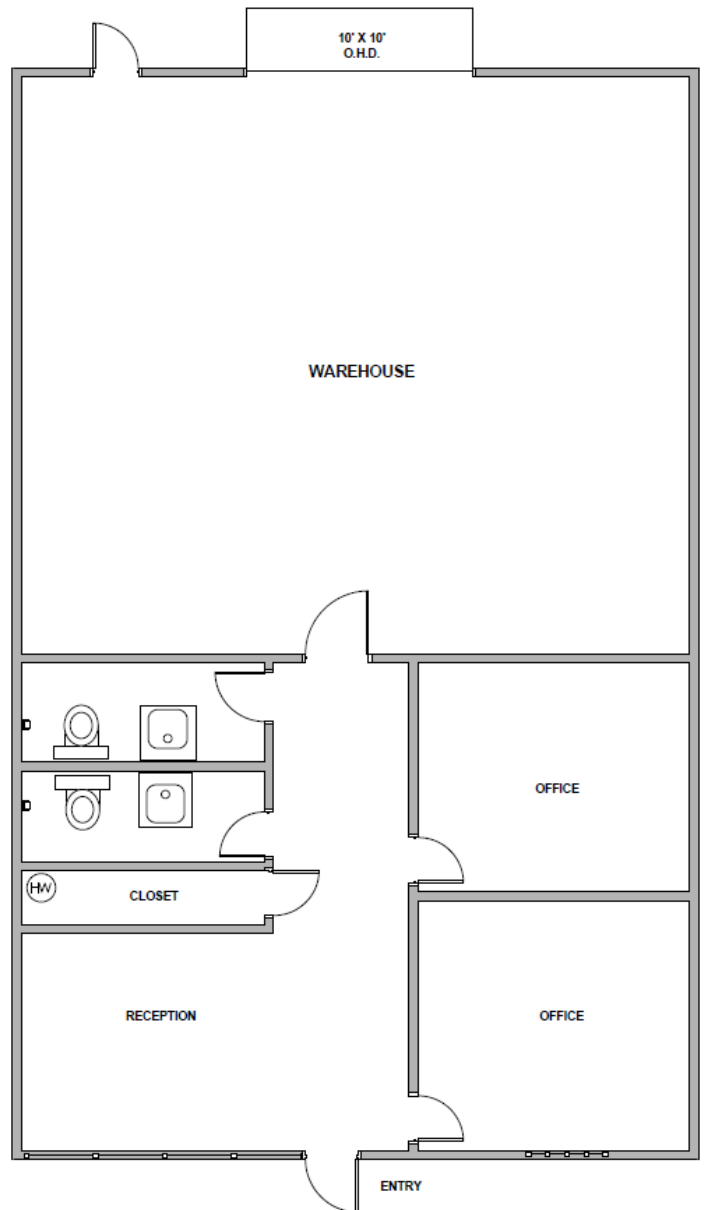 10' X 10'
O.H.D.
WAREHOUSE
OFFICE
HW
CLOSET
RECEPTION
OFFICE
ENTRY